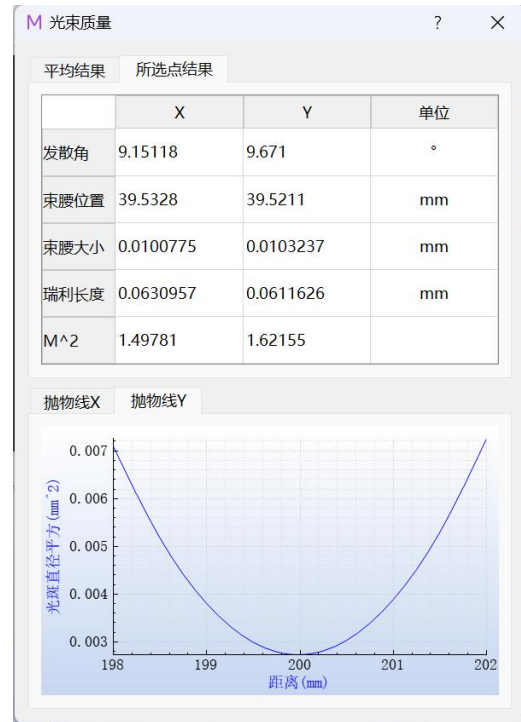 M 光束质量 ?
平均结果 所选点结果
X Y 单位
发散角 9.15118 9.671 °
束腰位置 39.5328 39.5211 mm
束腰大小 0.0100775 0.0103237 mm
瑞利长度 0.0630957 0.0611626 mm
M^2 1.49781 1.62155
抛物线X 抛物线Y
0.007
0.006
0.005
0.004
0.003
光斑直径平方(mm^2)
198 199 200 201 202
距离(mm)